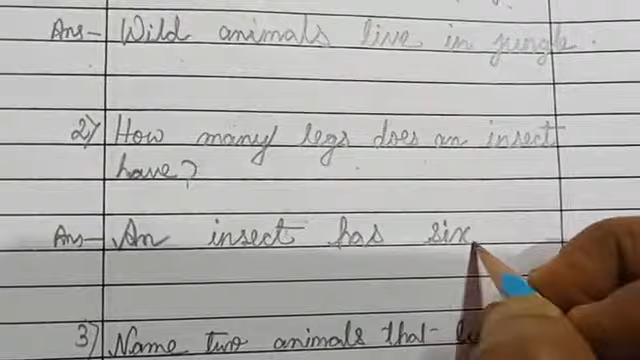 Ans- Wild animals live in jungle.
2) How many legs does an insect
have?
Ans- An insect has six
3) Name two animals that